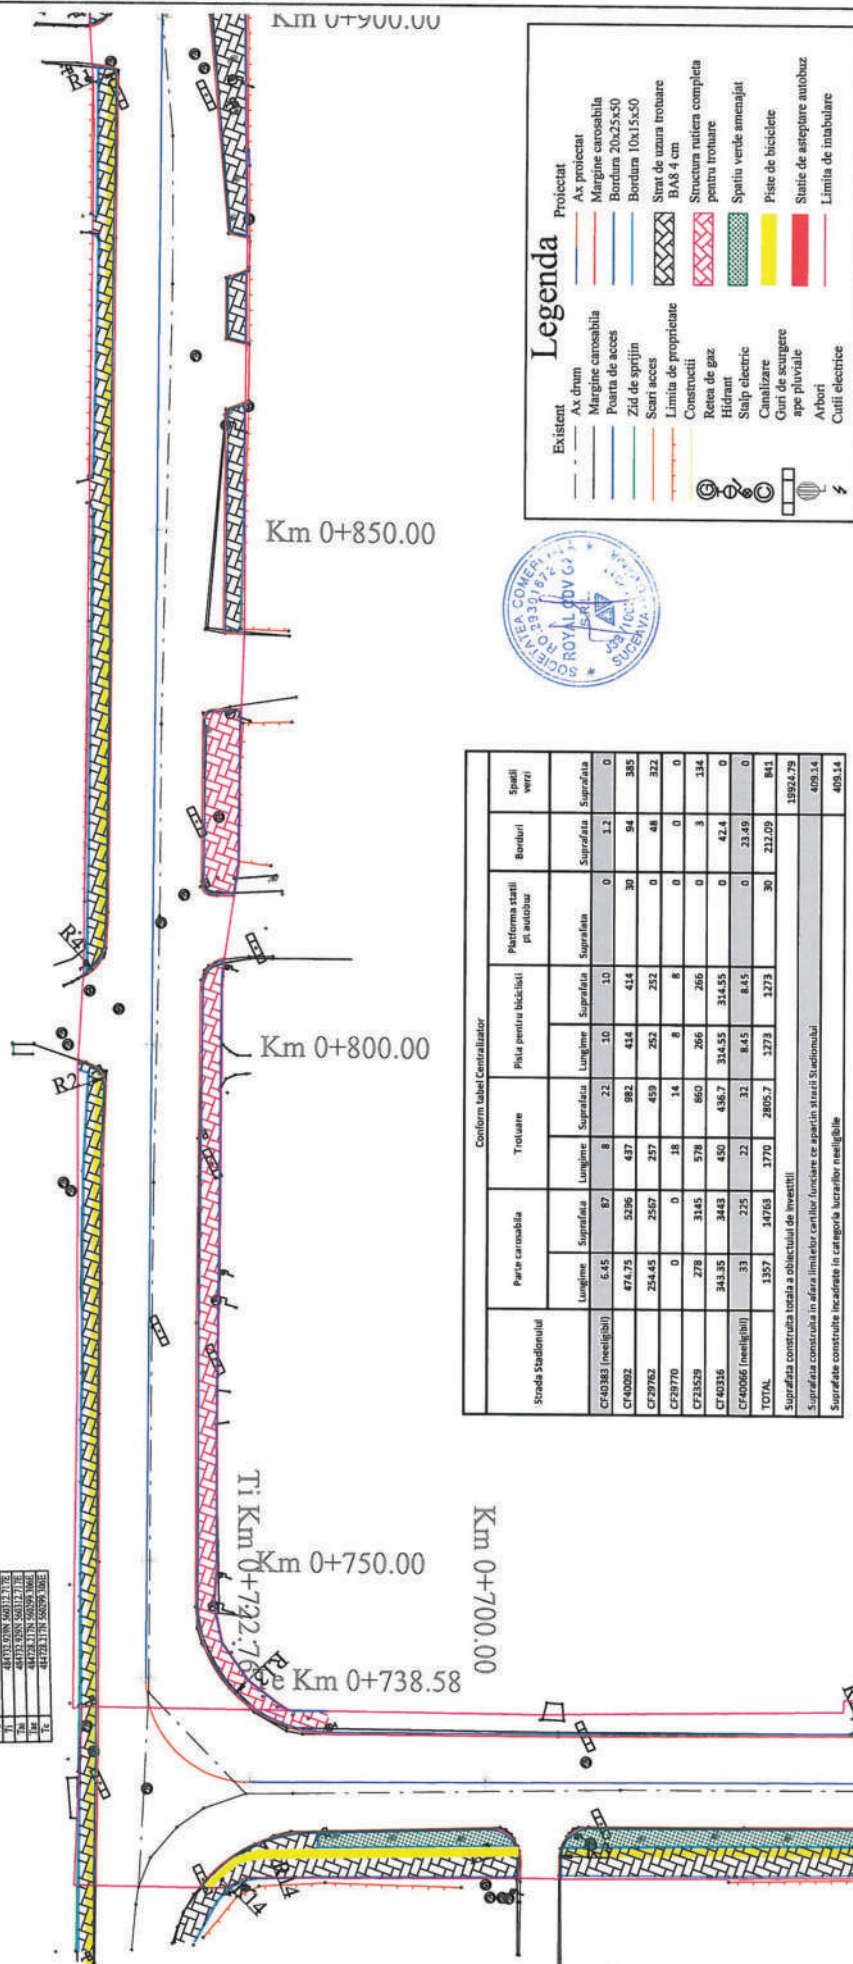 Km 0+900.00
R4
R2
Km 0+850.00
Km 0+800.00
Km 0+750.00
Ti Km 0+722.76
Te Km 0+738.58
Km 0+700.00
R13
R14
Legenda
Existent
Ax drum
Margine carosabila
Poarta de acces
Zid de sprijin
Scari acces
Limita de proprietate
Constructii
Retea de gaz
Hidrant
Stalp electric
Canalizare
Guri de scurgere
ape pluviale
Arbori
Cutii electrice
Proiectat
Ax proiectat
Margine carosabila
Bordura 20x25x50
Bordura 10x15x50
Strat de uzura trotuare
BA8 4 cm
Structura rutiera completa
pentru trotuare
Spatiu verde amenajat
Piste de biciclete
Statie de asteptare autobuz
Limita de intabulare
SOCIETATEA COMERCIALA
RO 29301672
ROYAL CDV G2
S.R.L.
SUCEAVA
Conform tabel Centralizator
Strada Stadionului Parte carosabila Trotuare Pista pentru biciclisti Platforma statii pt autobuz Borduri Spatii verzi
Lungime Suprafata Lungime Suprafata Lungime Suprafata Suprafata Suprafata Suprafata
CF40383 (neeligibil) 6.45 87 8 22 10 10 0 1.2 0
CF40092 474.75 5296 437 982 414 414 30 94 385
CF29762 254.45 2567 257 459 252 252 0 48 322
CF29770 0 0 18 14 8 8 0 0 0
CF23529 278 3145 578 860 266 266 0 3 134
CF40316 343.35 3443 450 436.7 314.55 314.55 0 42.4 0
CF40066 (neeligibil) 33 225 22 32 8.45 8.45 0 23.49 0
TOTAL 1357 14763 1770 2805.7 1273 1273 30 212.09 841
Suprafata construita totala a obiectului de investitii 19924.79
Suprafata construita in afara limitelor cartilor funciare ce apartin strazii Stadionului 409.14
Suprafate construite incadrate in categoria lucrarilor neeligibile 409.14